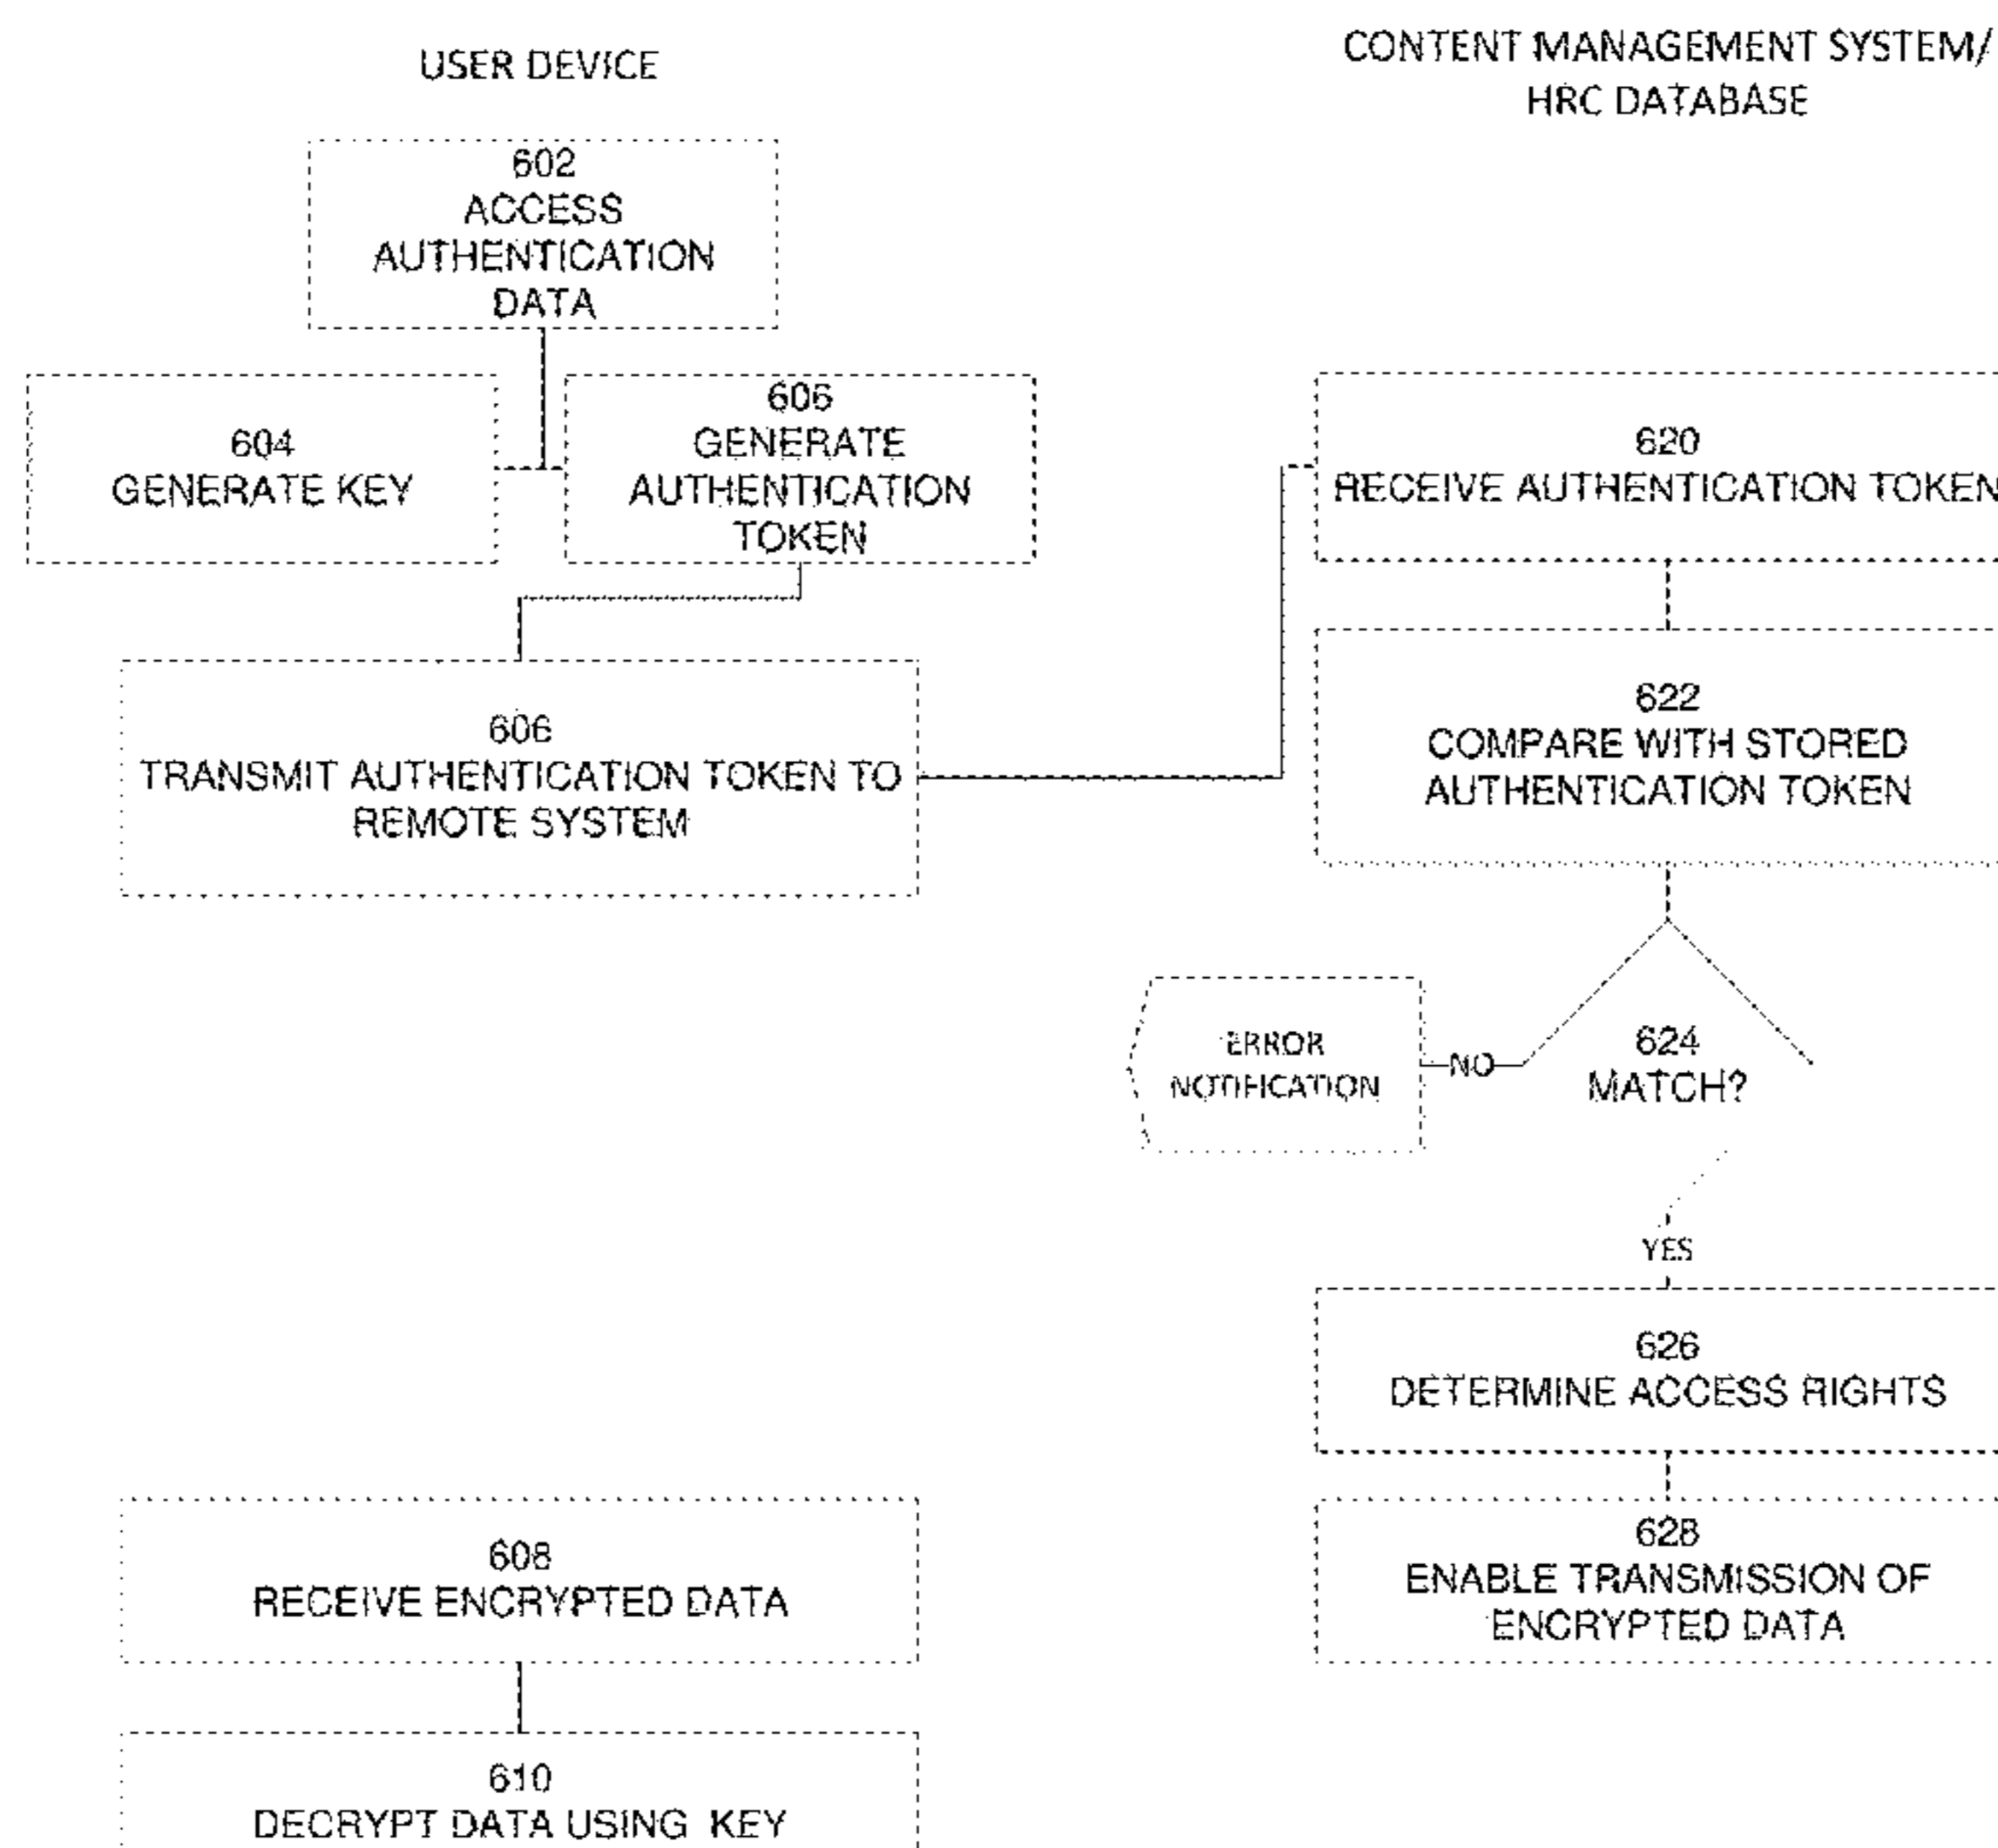 USER DEVICE
CONTENT MANAGEMENT SYSTEM/
HRC DATABASE
602
ACCESS
AUTHENTICATION
DATA
604
GENERATE KEY
606
GENERATE
AUTHENTICATION
TOKEN
606
TRANSMIT AUTHENTICATION TOKEN TO
REMOTE SYSTEM
620
RECEIVE AUTHENTICATION TOKEN
622
COMPARE WITH STORED
AUTHENTICATION TOKEN
624
MATCH?
NO
ERROR
NOTIFICATION
YES
626
DETERMINE ACCESS RIGHTS
628
ENABLE TRANSMISSION OF
ENCRYPTED DATA
608
RECEIVE ENCRYPTED DATA
610
DECRYPT DATA USING KEY